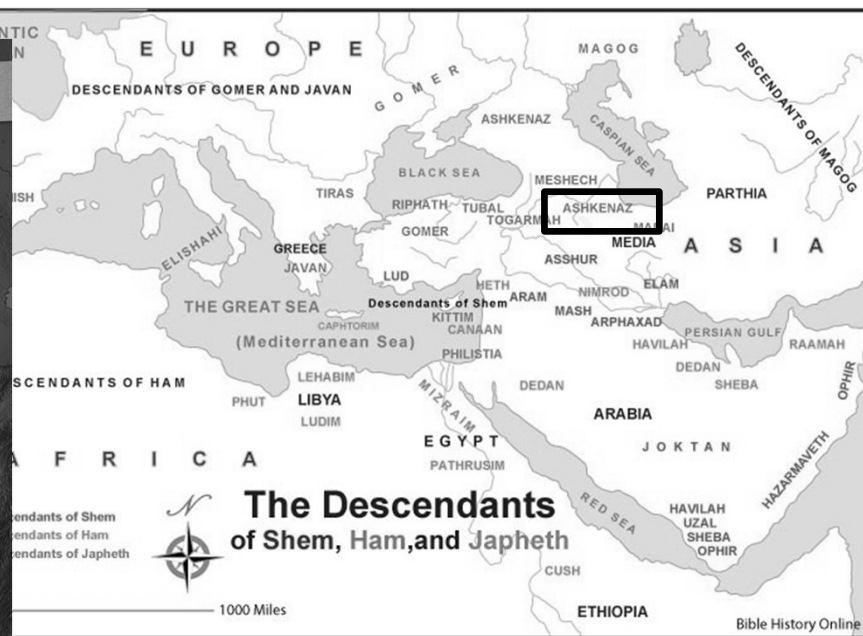 NTIC
N
EUROPE
MAGOG
DESCENDANTS OF MAGOG
DESCENDANTS OF GOMER AND JAVAN
GOMER
ASHKENAZ
CASPIAN SEA
BLACK SEA
MESHECH
ISH
TIRAS
RIPHATH
TUBAL
ASHKENAZ
PARTHIA
TOGARMAH
GOMER
MADAI
ELISHAHI
GREECE
MEDIA
ASIA
JAVAN
LUD
ASSHUR
HETH
ARAM
NIMROD
ELAM
THE GREAT SEA
Descendants of Shem
MASH
CAPHTORIM
KITTIM
ARPHAXAD
PERSIAN GULF
(Mediterranean Sea)
CANAAN
HAVILAH
RAAMAH
PHILISTIA
DEDAN
LEHABIM
SHEBA
OPHIR
SCENDANTS OF HAM
MIZRAIM
DEDAN
PHUT
LIBYA
ARABIA
LUDIM
EGYPT
JOKTAN
AFRICA
PATHRUSIM
HAZARMAVETH
N
The Descendants
of Shem, Ham,and Japheth
RED SEA
HAVILAH
UZAL
SHEBA
OPHIR
endants of Shem
endants of Ham
cendants of Japheth
CUSH
1000 Miles
ETHIOPIA
Bible History Online